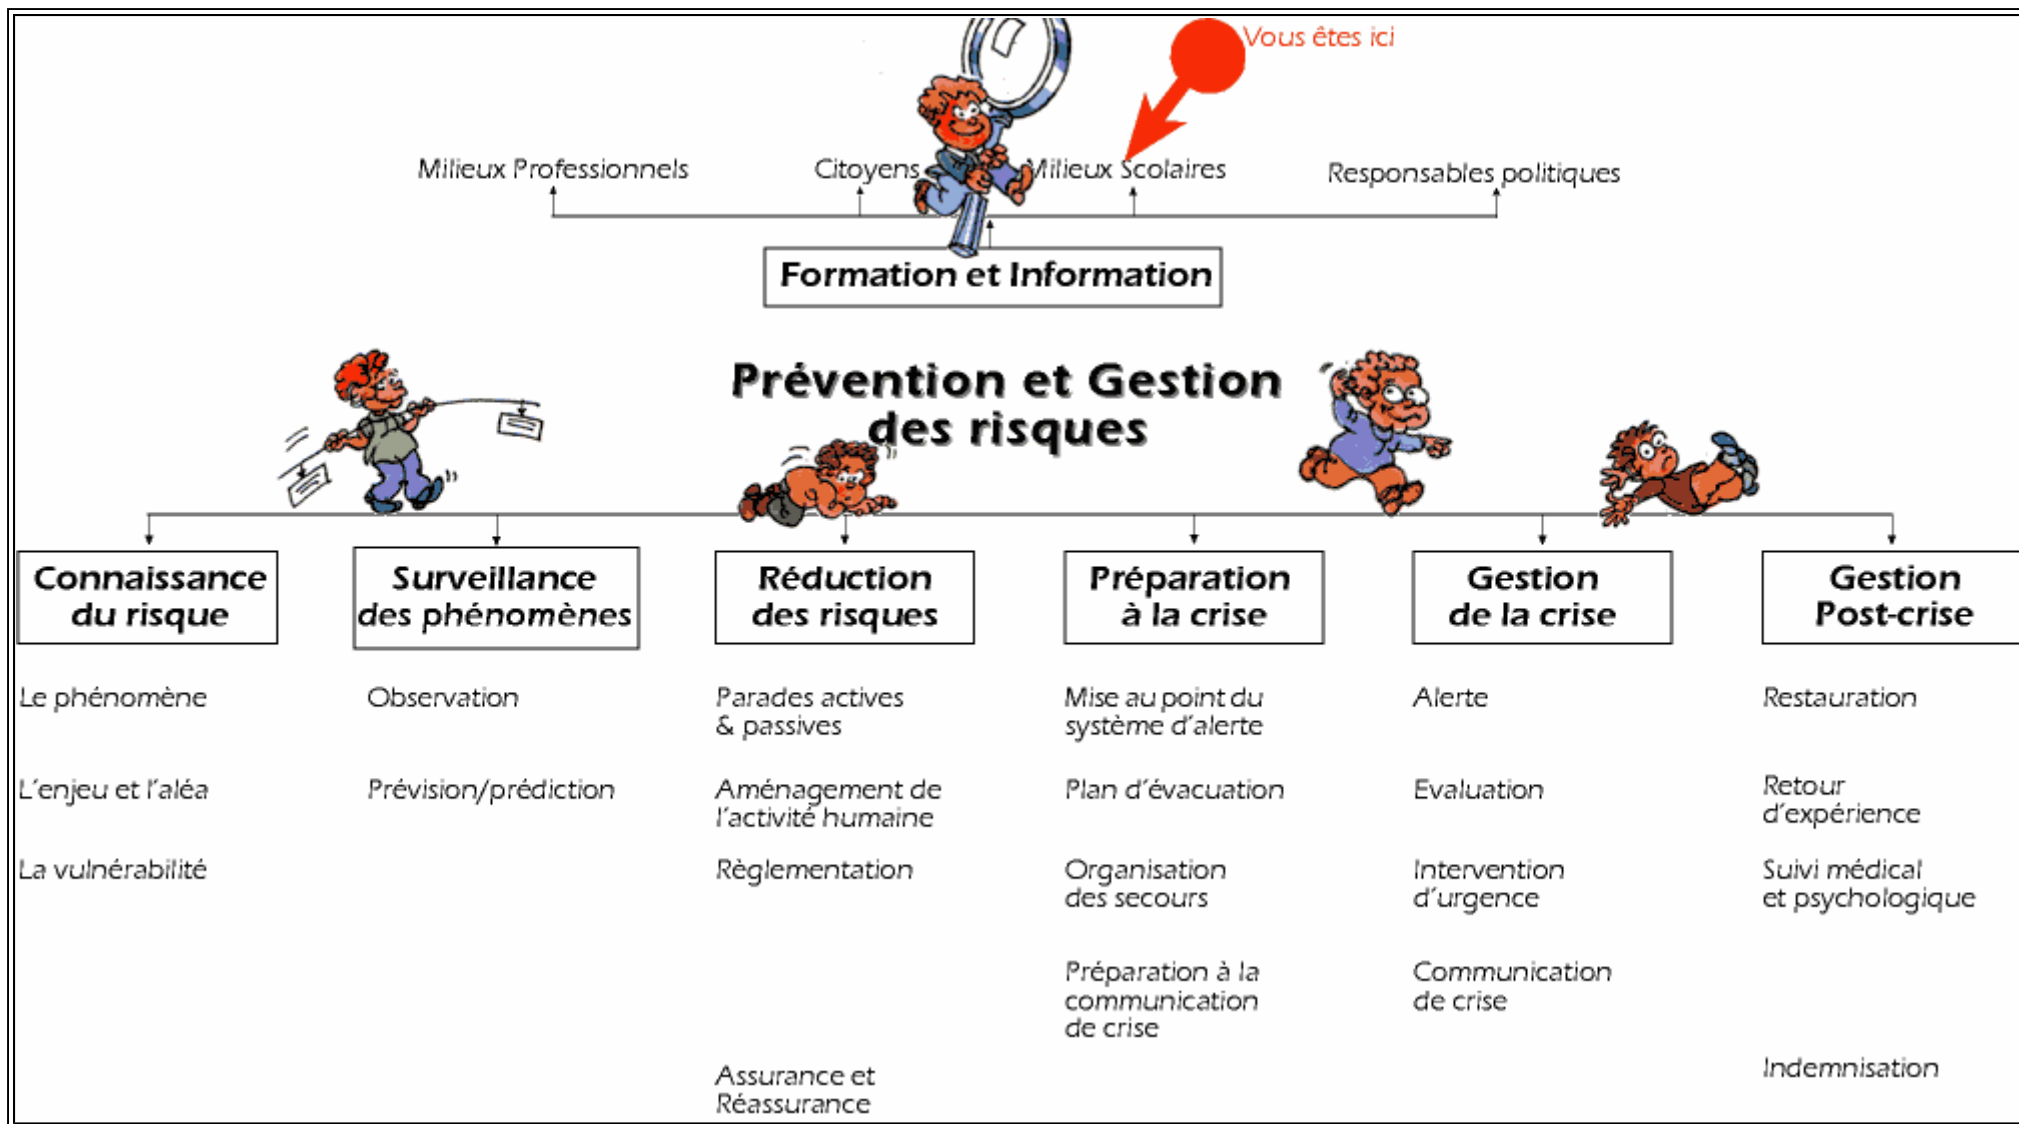 Vous êtes ici
Milieux Professionnels
Citoyens
Milieux Scolaires
Responsables politiques
Formation et Information
Prévention et Gestion
des risques
Connaissance
du risque
Le phénomène
L'enjeu et l'aléa
La vulnérabilité
Surveillance
des phénomènes
Observation
Prévision/prédiction
Réduction
des risques
Parades actives
& passives
Aménagement de
l'activité humaine
Règlementation
Assurance et
Réassurance
Préparation
à la crise
Mise au point du
système d'alerte
Plan d'évacuation
Organisation
des secours
Préparation à la
communication
de crise
Gestion
de la crise
Alerte
Evaluation
Intervention
d'urgence
Communication
de crise
Gestion
Post-crise
Restauration
Retour
d'expérience
Suivi médical
et psychologique
Indemnisation